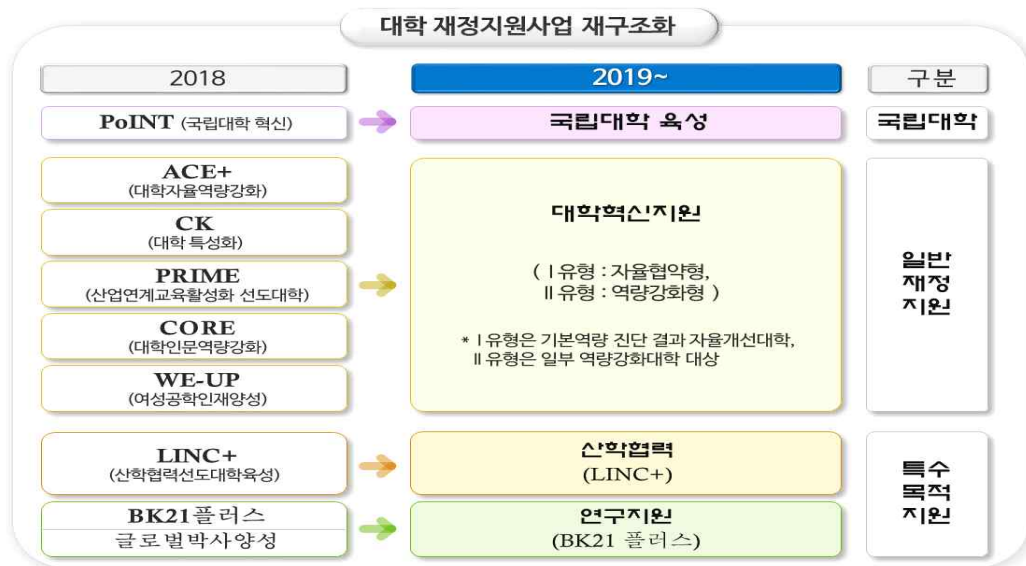 대학 재정지원사업 재구조화
2018
2019~
구분
PoINT (국립대학 혁신)
국립대학 육성
국립대학
ACE+
(대학자율역량강화)
CK
(대학 특성화)
PRIME
(산업연계교육활성화 선도대학)
CORE
(대학인문역량강화)
WE-UP
(여성공학인재양성)
대학혁신지원
( Ⅰ유형 : 자율협약형,
Ⅱ유형 : 역량강화형 )
* Ⅰ유형은 기본역량 진단 결과 자율개선대학,
Ⅱ유형은 일부 역량강화대학 대상
일반
재정
지원
LINC+
(산학협력선도대학육성)
산학협력
(LINC+)
BK21플러스
글로벌박사양성
연구지원
(BK21 플러스)
특수
목적
지원